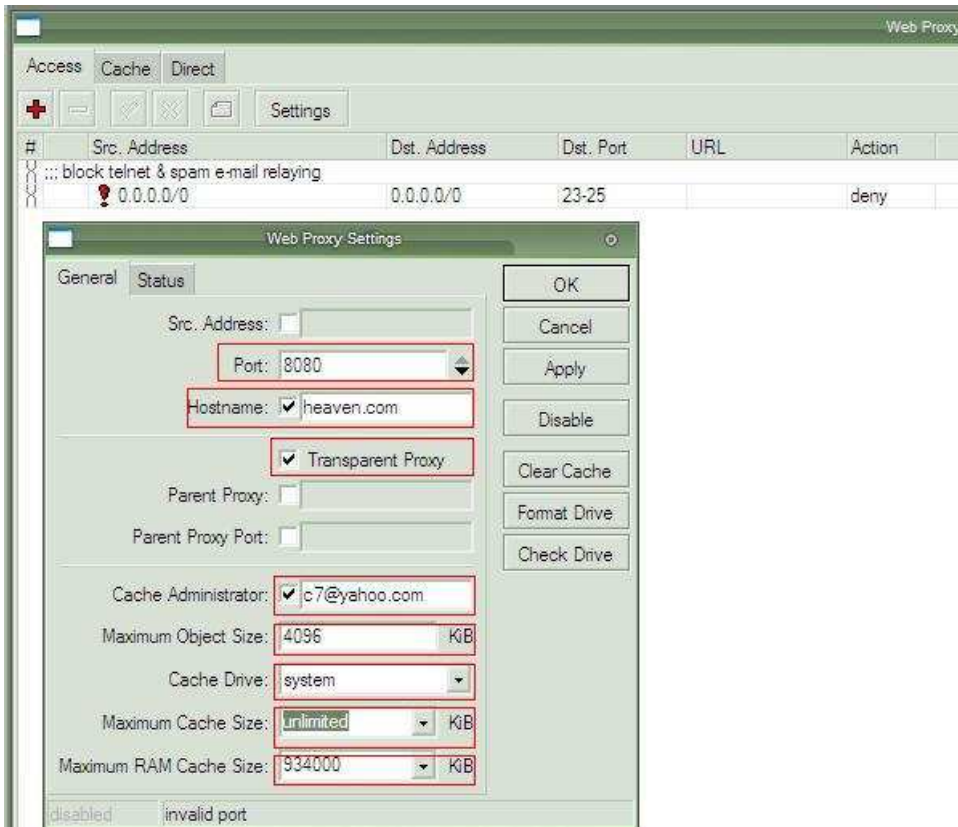 Web Proxy
Access Cache Direct
Settings
# Src. Address Dst. Address Dst. Port URL Action
;;; block telnet & spam e-mail relaying
0.0.0.0/0 0.0.0.0/0 23-25 deny
Web Proxy Settings
General Status
OK
Src. Address:
Cancel
Port: 8080
Apply
Hostname: heaven.com
Disable
Transparent Proxy
Clear Cache
Parent Proxy:
Format Drive
Parent Proxy Port:
Check Drive
Cache Administrator: c7@yahoo.com
Maximum Object Size: 4096 KiB
Cache Drive: system
Maximum Cache Size: unlimited KiB
Maximum RAM Cache Size: 934000 KiB
disabled invalid port